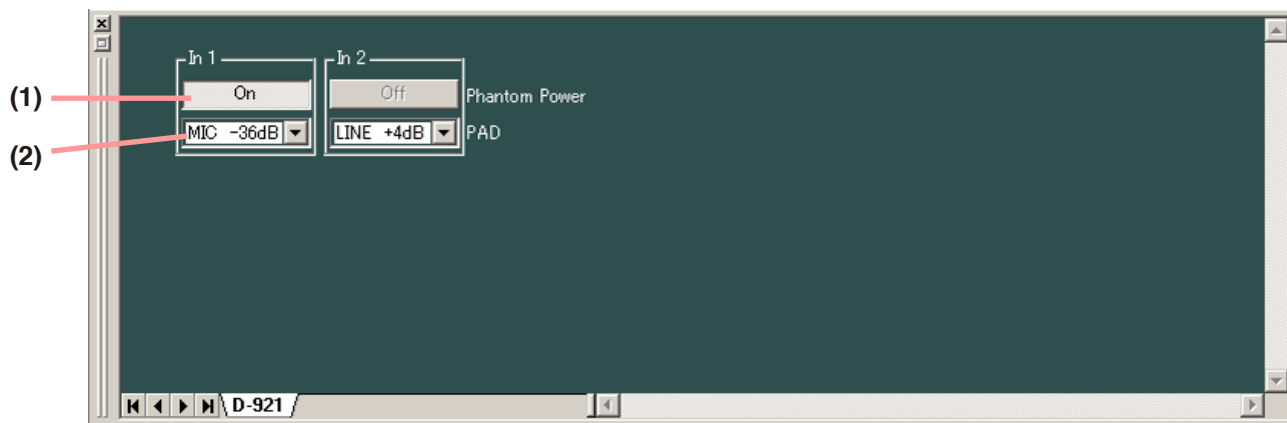 In 1 In 2
(1) On Off Phantom Power
(2) MIC -36dB LINE +4dB PAD
D-921